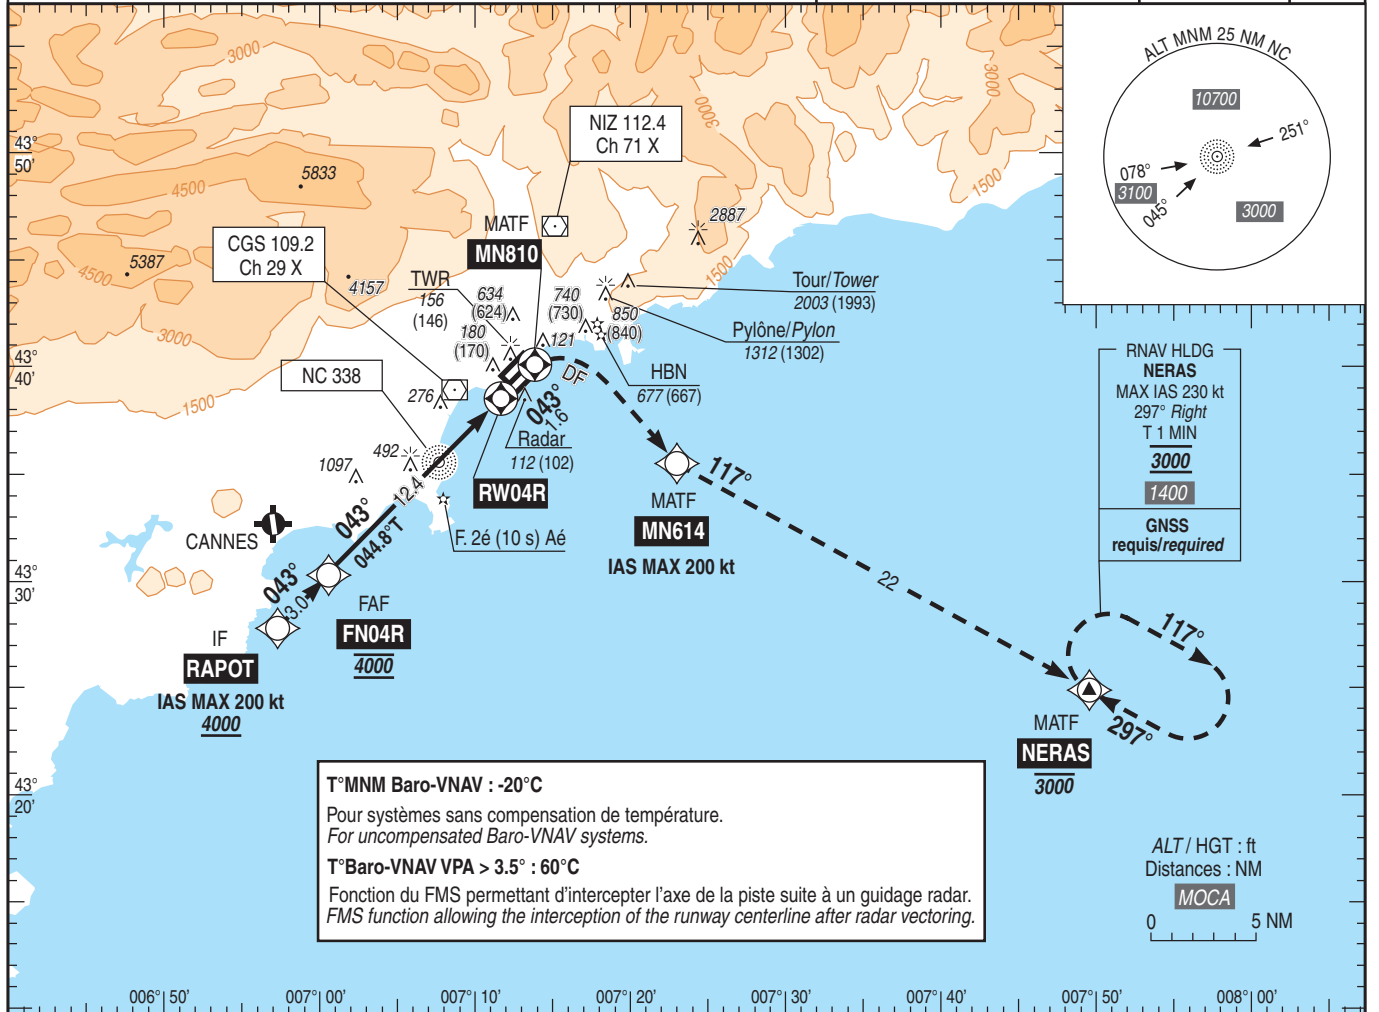 3000
3000
3000
ALT MNM 25 NM NC
10700
251°
078°
3100
045°
3000
43°
50'
NIZ 112.4
Ch 71 X
5833
4500
1500
MATF
MN810
2887
CGS 109.2
Ch 29 X
5387
4500
4157
1500
TWR
156
(146)
634
(624)
180
(170)
740
(730)
850
(840)
121
Tour/Tower
2003 (1993)
Pylône/Pylon
1312 (1302)
3000
43°
40'
NC 338
276
1500
DF
HBN
677 (667)
RNAV HLDG
NERAS
MAX IAS 230 kt
297° Right
T 1 MIN
3000
1400
GNSS
requis/required
043°
1.6
Radar
112 (102)
492
1097
12.4
RW04R
117°
MATF
MN614
IAS MAX 200 kt
043°
044.8°T
CANNES
F. 2é (10 s) Aé
43°
30'
043°
3.0
22
FAF
FN04R
4000
IF
RAPOT
IAS MAX 200 kt
4000
117°
297°
MATF
NERAS
3000
43°
20'
T°MNM Baro-VNAV : -20°C
Pour systèmes sans compensation de température.
For uncompensated Baro-VNAV systems.
T°Baro-VNAV VPA > 3.5° : 60°C
Fonction du FMS permettant d'intercepter l'axe de la piste suite à un guidage radar.
FMS function allowing the interception of the runway centerline after radar vectoring.
ALT / HGT : ft
Distances : NM
MOCA
0 5 NM
006°50' 007°00' 007°10' 007°20' 007°30' 007°40' 007°50' 008°00'